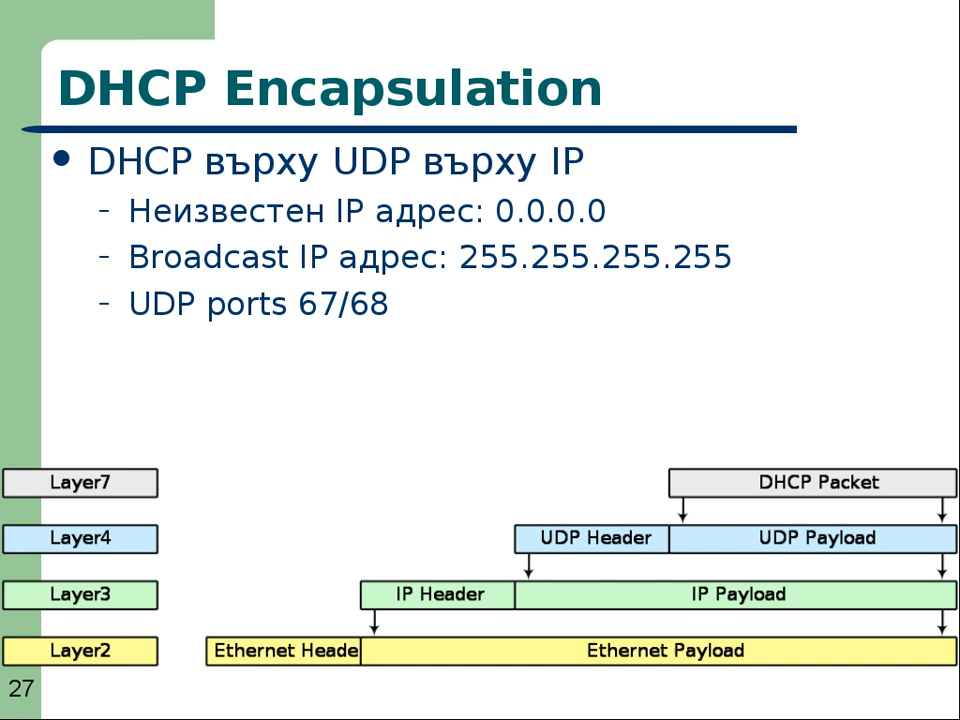 DHCP Encapsulation
DHCP върху UDP върху IP
– Неизвестен IP адрес: 0.0.0.0
– Broadcast IP адрес: 255.255.255.255
– UDP ports 67/68
Layer7 DHCP Packet
Layer4 UDP Header UDP Payload
Layer3 IP Header IP Payload
Layer2 Ethernet Heade Ethernet Payload
27